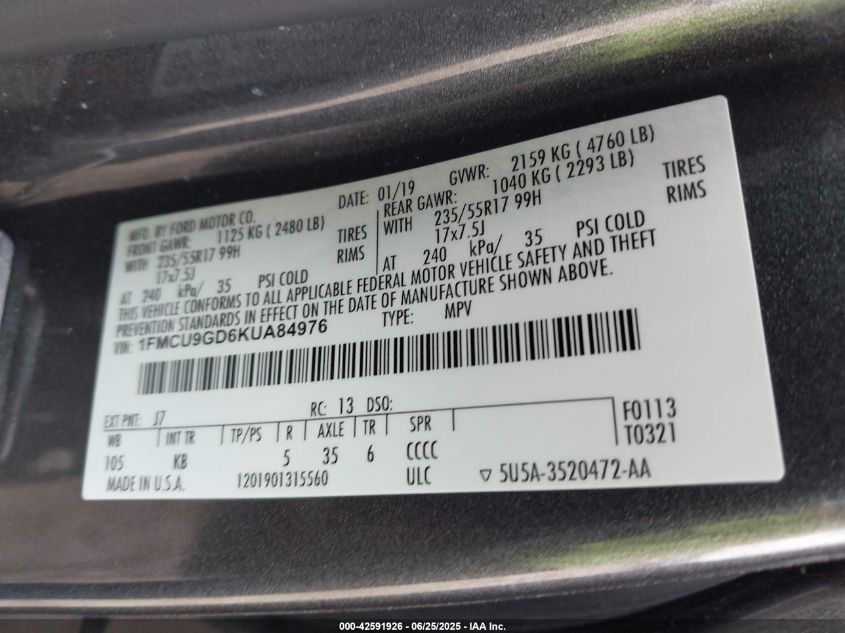 MFD. BY FORD MOTOR CO. DATE: 01/19 GVWR: 2159 KG ( 4760 LB)
FRONT GAWR: 1125 KG ( 2480 LB) REAR GAWR: 1040 KG ( 2293 LB)
WITH 235/55R17 99H TIRES WITH 235/55R17 99H TIRES
17x7.5J RIMS 17x7.5J RIMS
AT 240 kPa/ 35 PSI COLD AT 240 kPa/ 35 PSI COLD
THIS VEHICLE CONFORMS TO ALL APPLICABLE FEDERAL MOTOR VEHICLE SAFETY AND THEFT
PREVENTION STANDARDS IN EFFECT ON THE DATE OF MANUFACTURE SHOWN ABOVE.
VIN: 1FMCU9GD6KUA84976 TYPE: MPV
EXT PNT: J7 RC: 13 DSO: F0113
WB INT TR TP/PS R AXLE TR SPR T0321
105 KB 5 35 6 CCCC
MADE IN U.S.A. 1201901315560 ULC ▽ 5U5A-3520472-AA
000-42591926 - 06/25/2025 - IAA Inc.